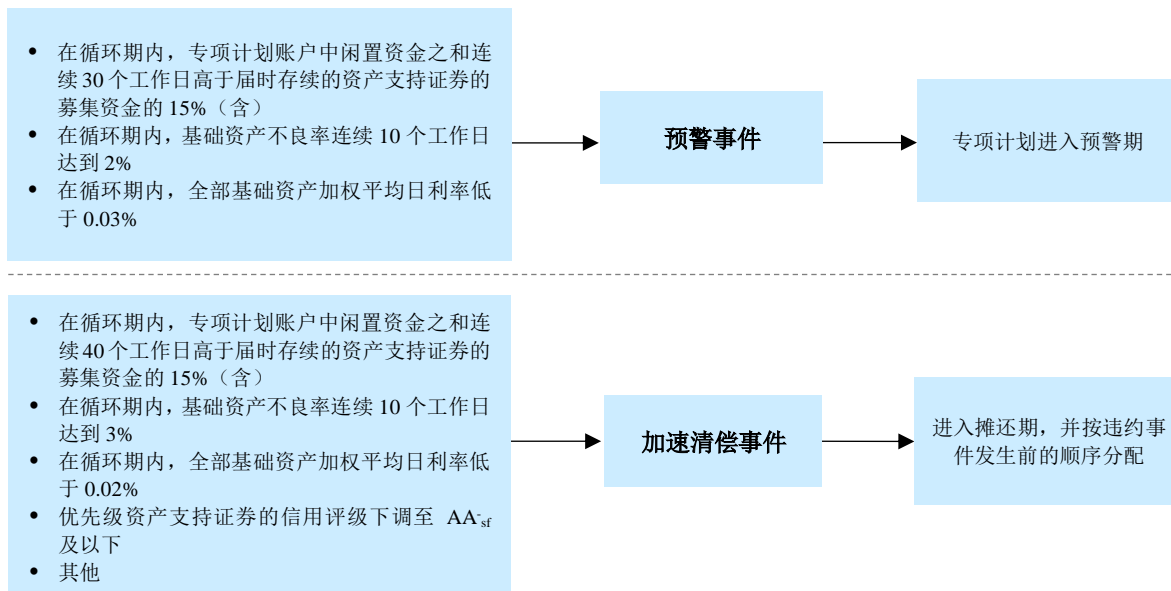 • 在循环期内，专项计划账户中闲置资金之和连
续 30 个工作日高于届时存续的资产支持证券的
募集资金的 15%（含）
• 在循环期内，基础资产不良率连续 10 个工作日
达到 2%
• 在循环期内，全部基础资产加权平均日利率低
于 0.03%
预警事件
专项计划进入预警期
• 在循环期内，专项计划账户中闲置资金之和连
续 40 个工作日高于届时存续的资产支持证券的
募集资金的 15%（含）
• 在循环期内，基础资产不良率连续 10 个工作日
达到 3%
• 在循环期内，全部基础资产加权平均日利率低
于 0.02%
• 优先级资产支持证券的信用评级下调至 AA-sf
及以下
• 其他
加速清偿事件
进入摊还期，并按违约事
件发生前的顺序分配